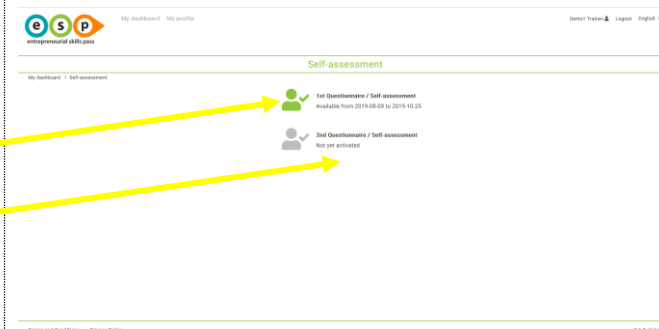 esp
entrepreneurial skills pass
My dashboard My profile
Demo1 Trainer Logout English
Self-assessment
My dashboard > Self-assessment
1st Questionnaire / Self-assessment
Available from 2019-08-09 to 2019-10-25
2nd Questionnaire / Self-assessment
Not yet activated